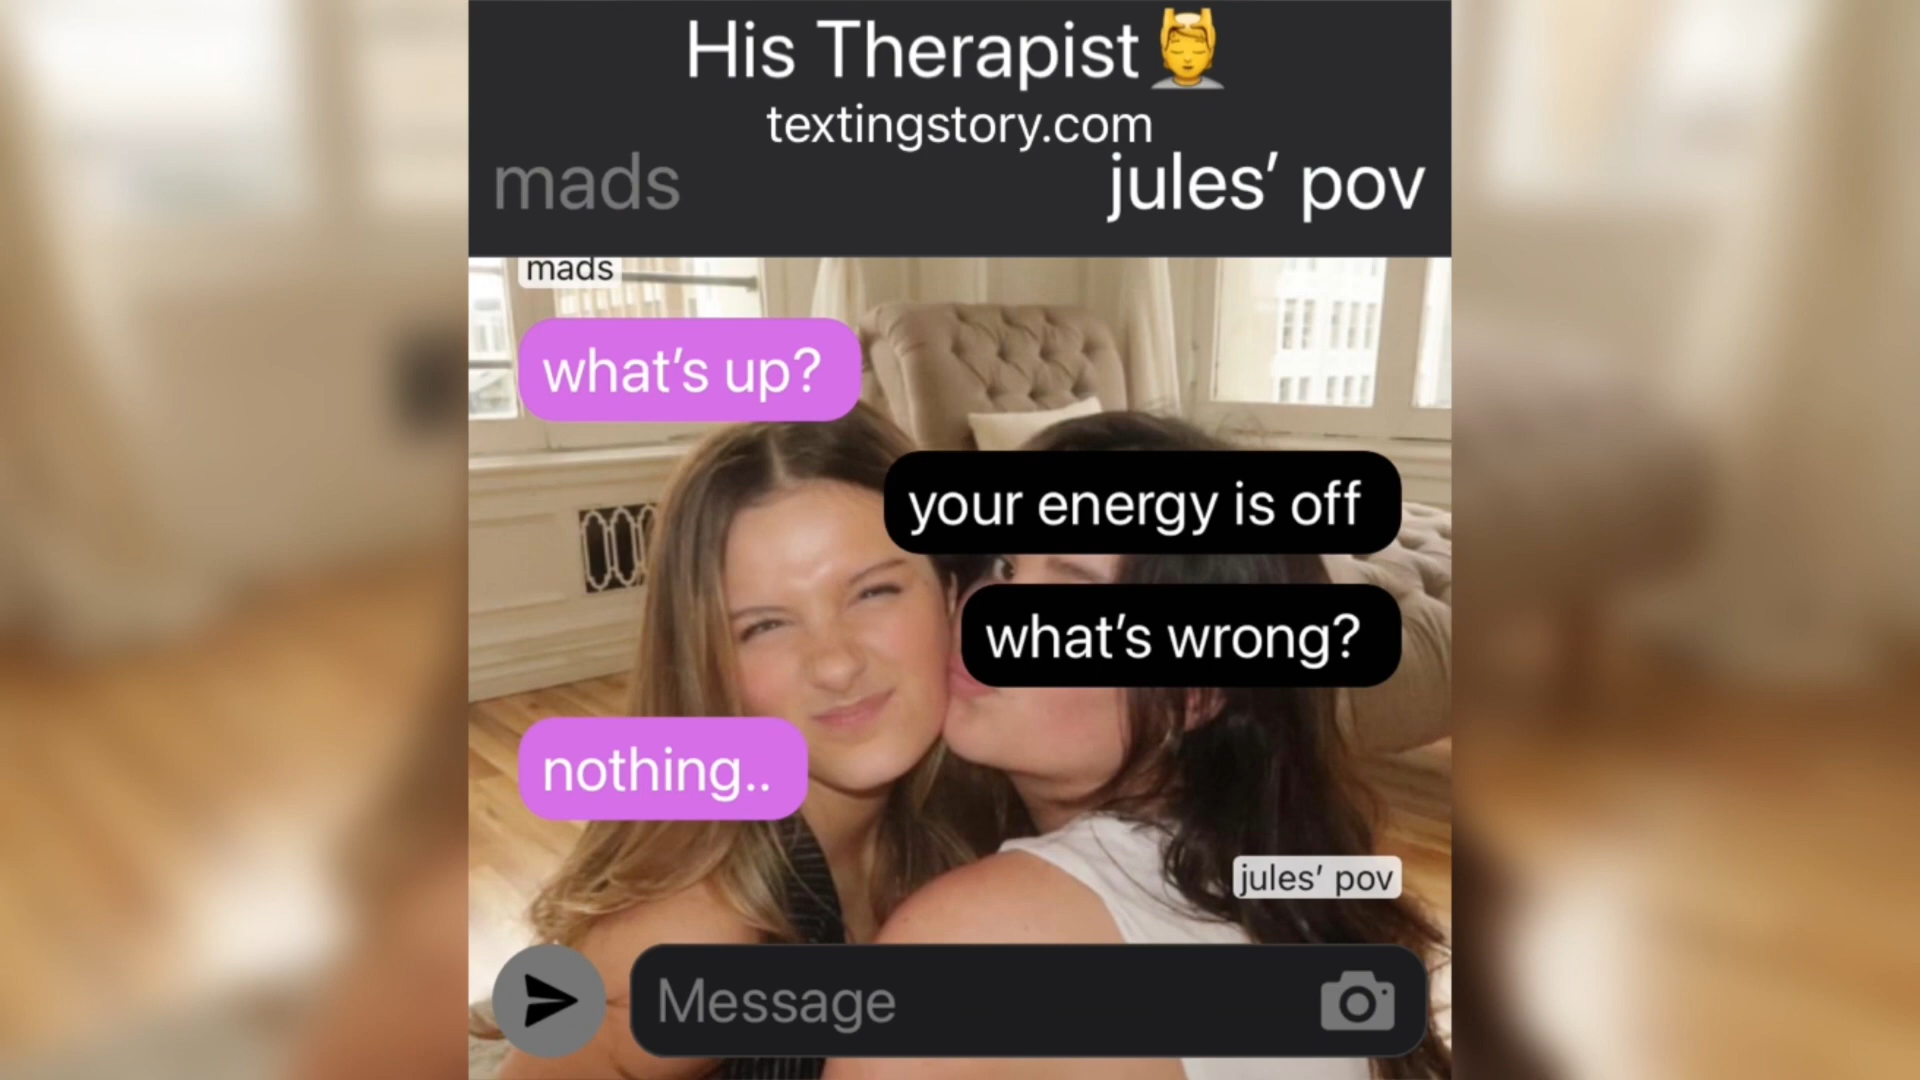 His Therapist💆
textingstory.com
mads
jules’ pov
mads
what’s up?
your energy is off
what’s wrong?
nothing..
jules’ pov
Message